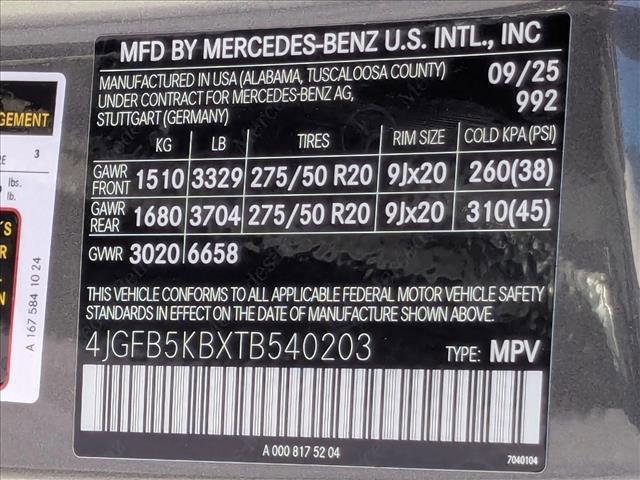 MFD BY MERCEDES-BENZ U.S. INTL., INC
MANUFACTURED IN USA (ALABAMA, TUSCALOOSA COUNTY) 09/25
UNDER CONTRACT FOR MERCEDES-BENZ AG, 992
STUTTGART (GERMANY)
KG LB TIRES RIM SIZE COLD KPA (PSI)
GAWR FRONT 1510 3329 275/50 R20 9Jx20 260(38)
GAWR REAR 1680 3704 275/50 R20 9Jx20 310(45)
GVWR 3020 6658
THIS VEHICLE CONFORMS TO ALL APPLICABLE FEDERAL MOTOR VEHICLE SAFETY
STANDARDS IN EFFECT ON THE DATE OF MANUFACTURE SHOWN ABOVE.
4JGFB5KBXTB540203 TYPE: MPV
A 000 817 52 04
7040104
3
lbs.
lb.
A 167 584 10 24